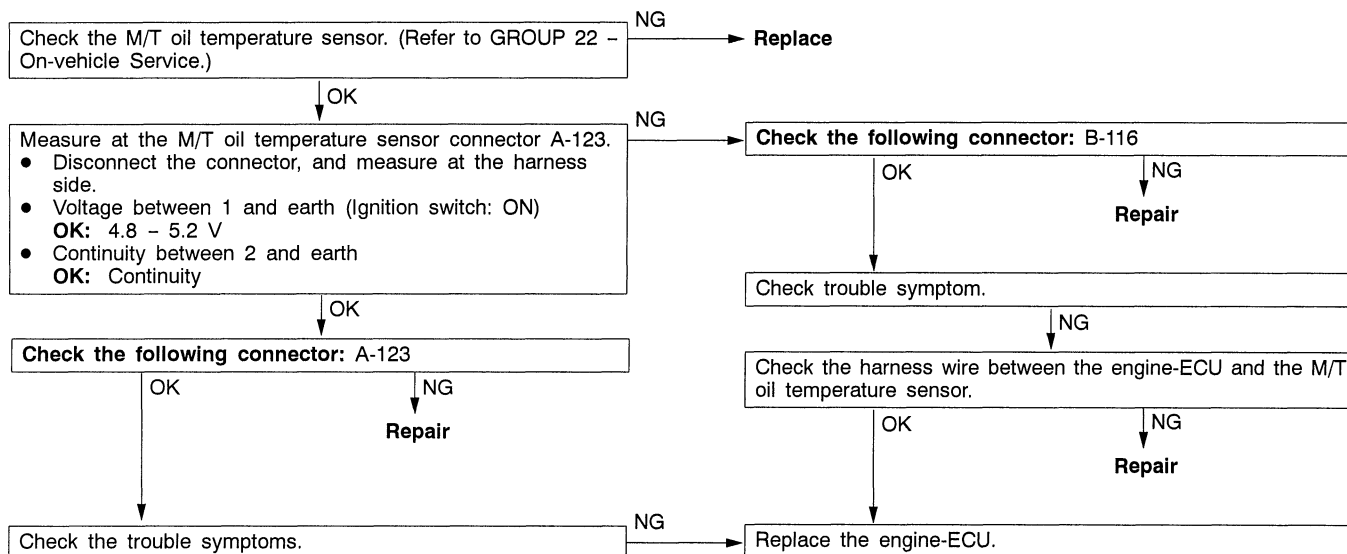 Check the M/T oil temperature sensor. (Refer to GROUP 22 –
On-vehicle Service.)
NG
Replace
OK
Measure at the M/T oil temperature sensor connector A-123.
● Disconnect the connector, and measure at the harness
side.
● Voltage between 1 and earth (Ignition switch: ON)
OK: 4.8 – 5.2 V
● Continuity between 2 and earth
OK: Continuity
NG
Check the following connector: B-116
OK
NG
Repair
Check trouble symptom.
NG
Check the harness wire between the engine-ECU and the M/T
oil temperature sensor.
OK
NG
Repair
OK
Check the following connector: A-123
OK
NG
Repair
Check the trouble symptoms.
NG
Replace the engine-ECU.